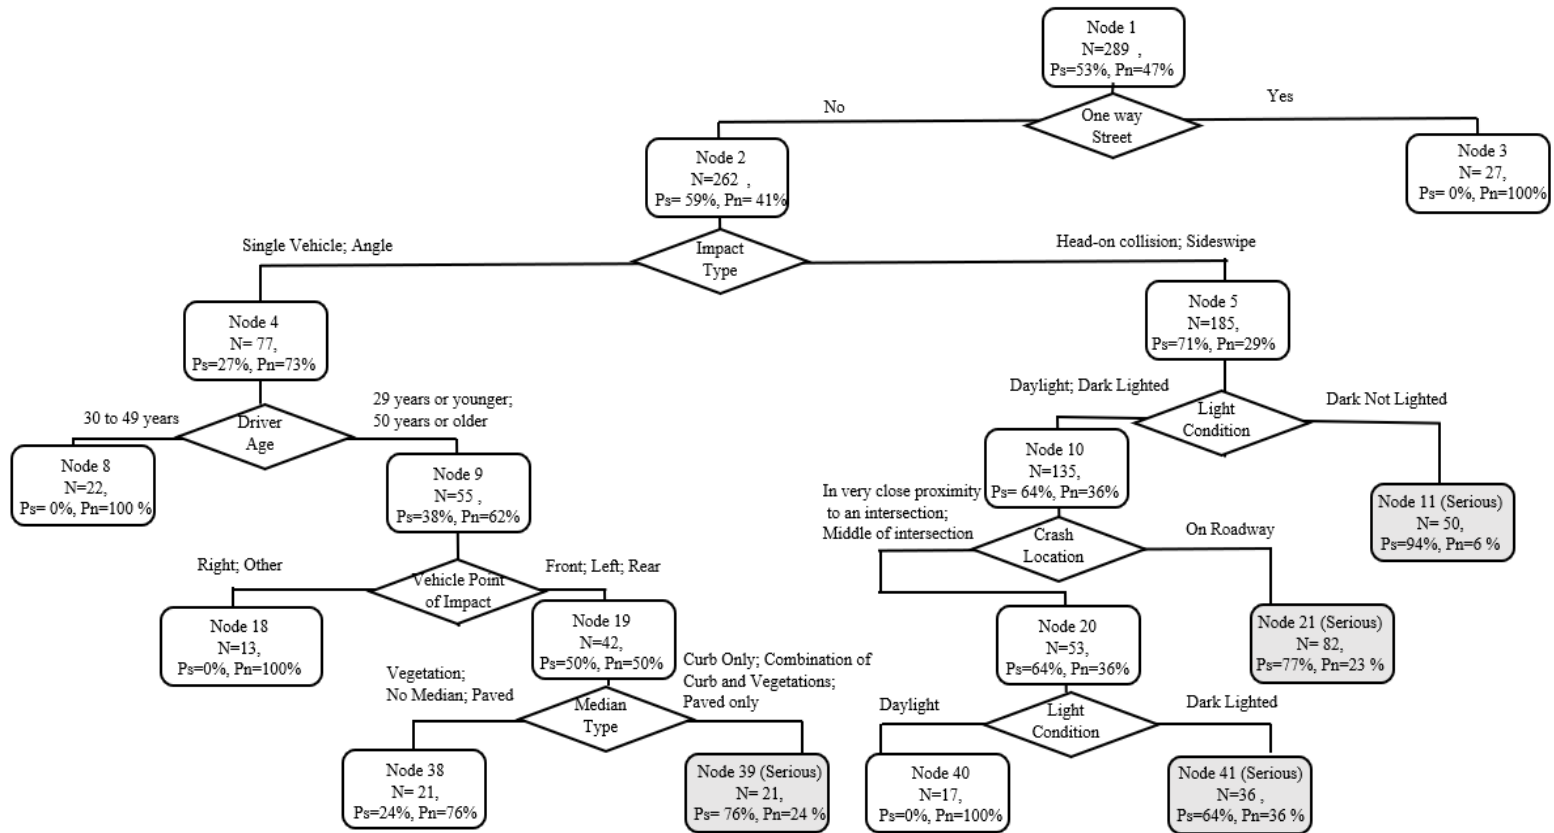 Node 1
N=289 ,
Ps=53%, Pn=47%
One way
Street
No
Yes
Node 2
N=262 ,
Ps= 59%, Pn= 41%
Node 3
N= 27,
Ps= 0%, Pn=100%
Impact
Type
Single Vehicle; Angle
Head-on collision; Sideswipe
Node 4
N= 77,
Ps=27%, Pn=73%
Node 5
N=185,
Ps=71%, Pn=29%
Driver
Age
30 to 49 years
29 years or younger;
50 years or older
Light
Condition
Daylight; Dark Lighted
Dark Not Lighted
Node 8
N=22,
Ps= 0%, Pn=100 %
Node 9
N=55 ,
Ps=38%, Pn=62%
Node 10
N=135,
Ps= 64%, Pn=36%
Node 11 (Serious)
N= 50,
Ps=94%, Pn=6 %
Vehicle Point
of Impact
Right; Other
Front; Left; Rear
Crash
Location
In very close proximity
to an intersection;
Middle of intersection
On Roadway
Node 18
N=13,
Ps=0%, Pn=100%
Node 19
N=42,
Ps=50%, Pn=50%
Node 20
N=53,
Ps=64%, Pn=36%
Node 21 (Serious)
N= 82,
Ps=77%, Pn=23 %
Median
Type
Vegetation;
No Median; Paved
Curb Only; Combination of
Curb and Vegetations;
Paved only
Light
Condition
Daylight
Dark Lighted
Node 38
N= 21,
Ps=24%, Pn=76%
Node 39 (Serious)
N= 21,
Ps= 76%, Pn=24 %
Node 40
N=17,
Ps=0%, Pn=100%
Node 41 (Serious)
N=36 ,
Ps=64%, Pn=36 %